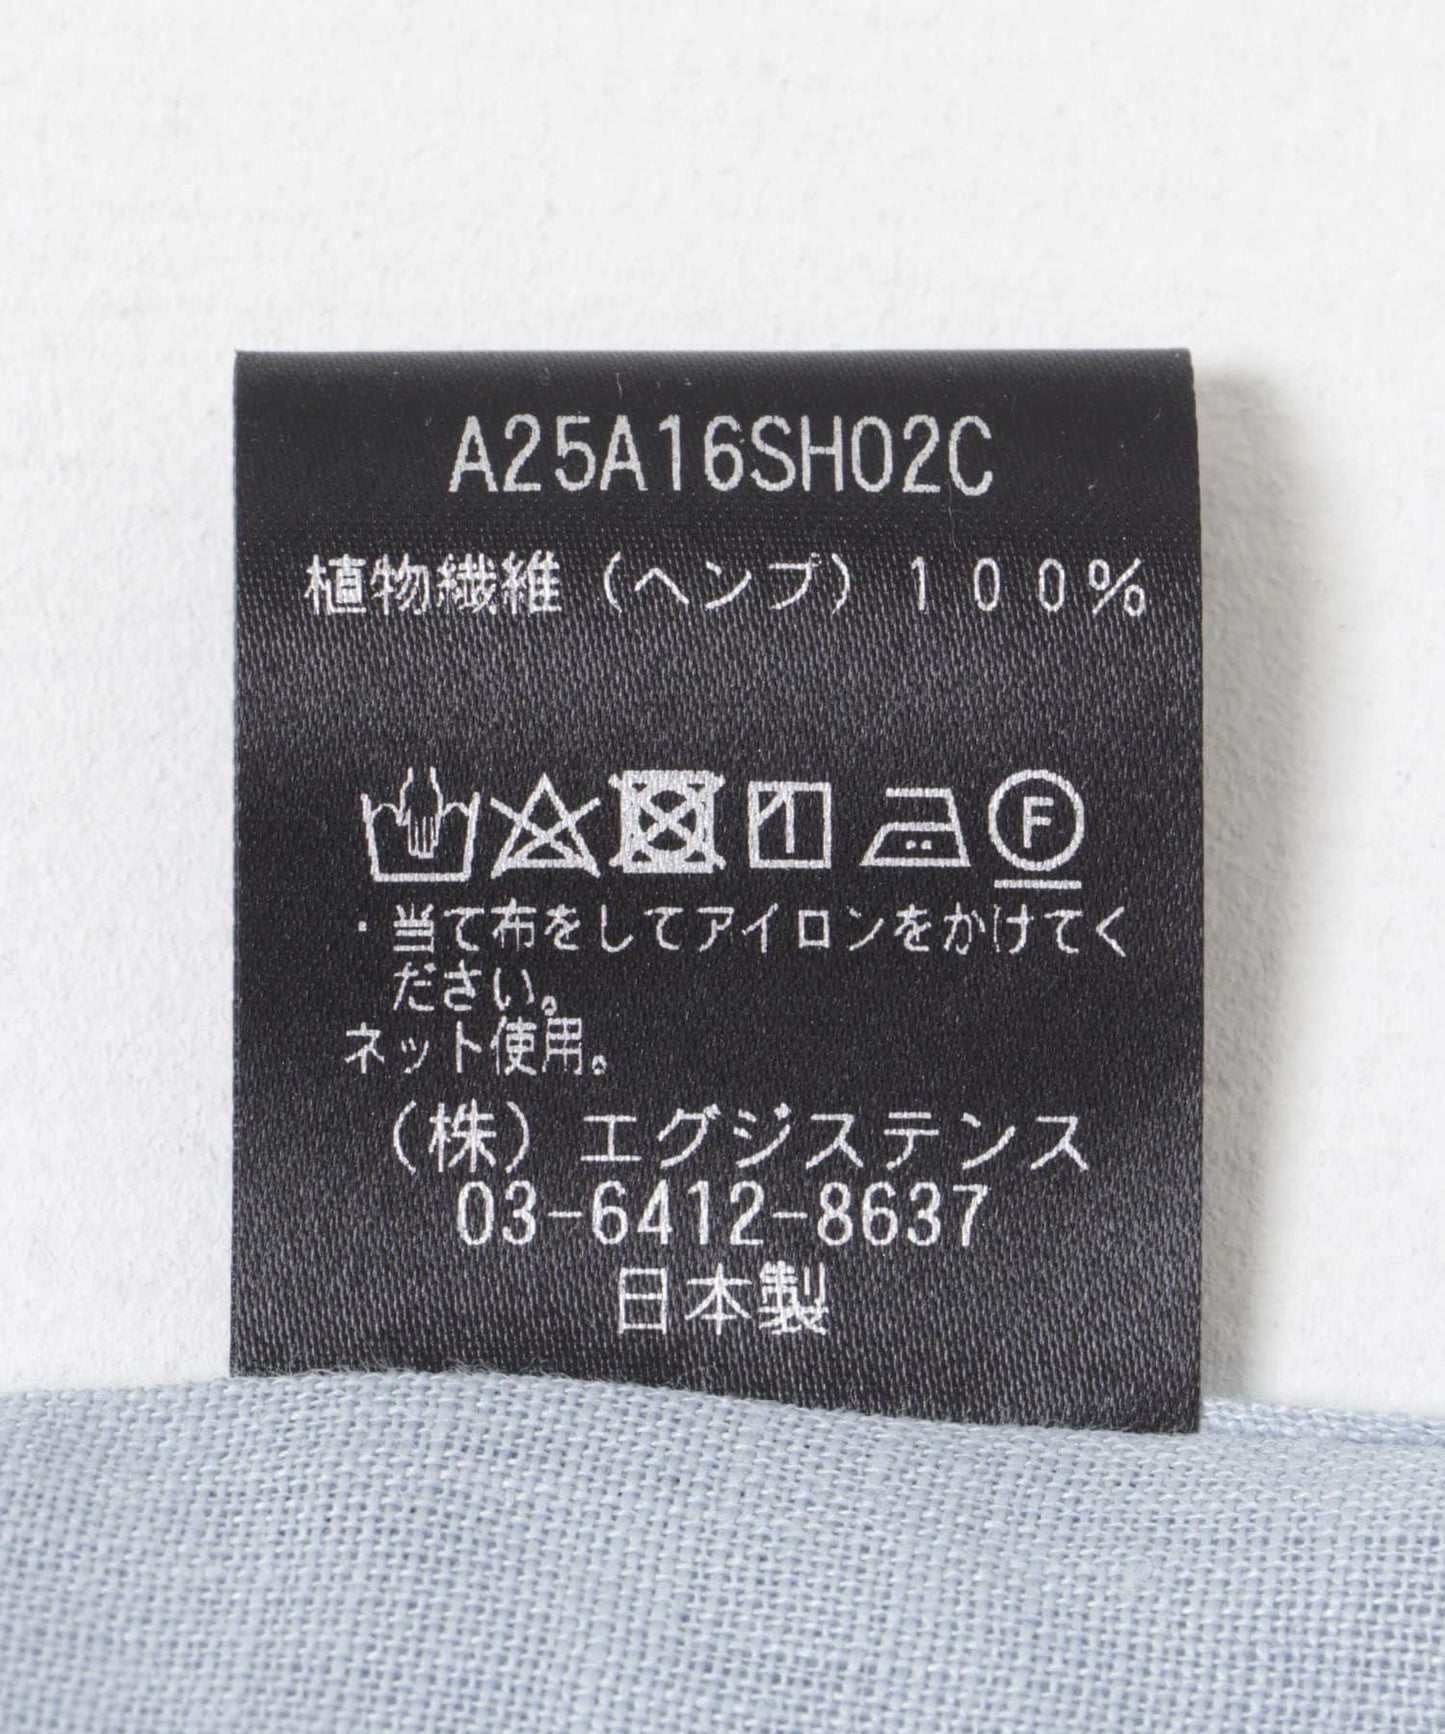 A25A16SH02C
植物繊維（ヘンプ）１００％
F
・当て布をしてアイロンをかけてく
ださい。
ネット使用。
（株）エグジステンス
03-6412-8637
日本製